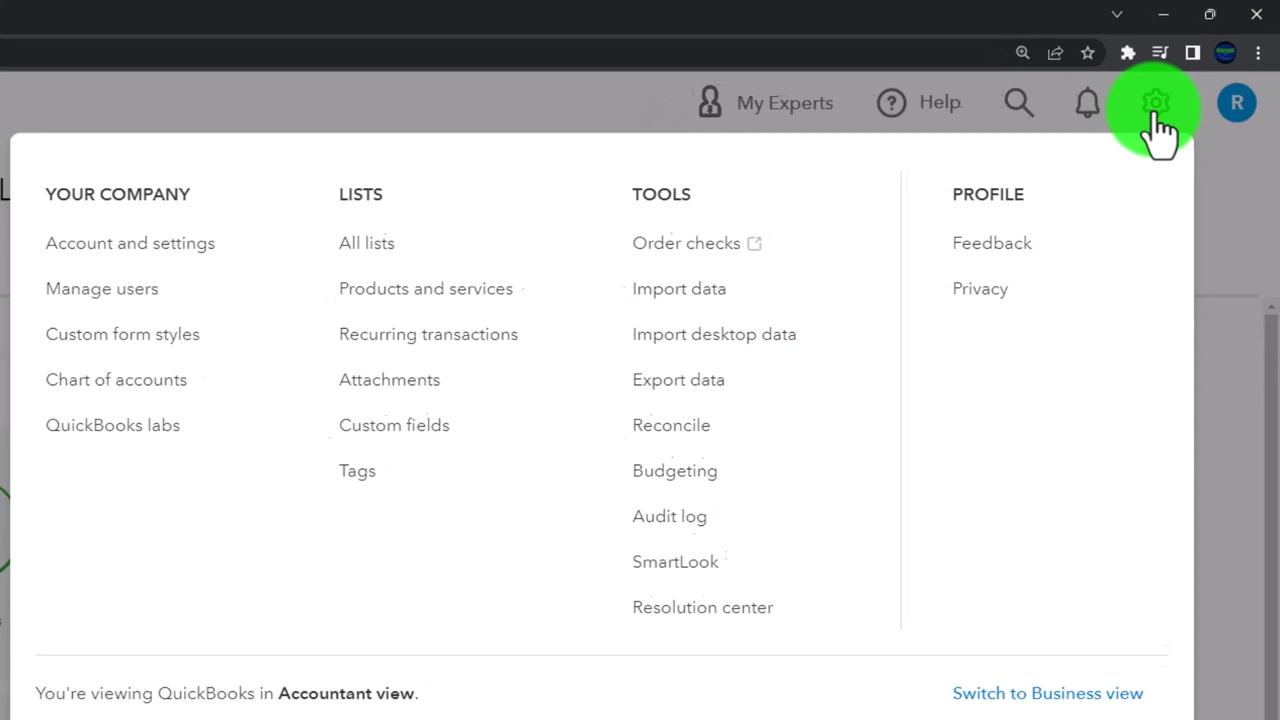 My Experts
Help
R
L
YOUR COMPANY
Account and settings
Manage users
Custom form styles
Chart of accounts
QuickBooks labs
LISTS
All lists
Products and services
Recurring transactions
Attachments
Custom fields
Tags
TOOLS
Order checks
Import data
Import desktop data
Export data
Reconcile
Budgeting
Audit log
SmartLook
Resolution center
PROFILE
Feedback
Privacy
You're viewing QuickBooks in Accountant view.
Switch to Business view